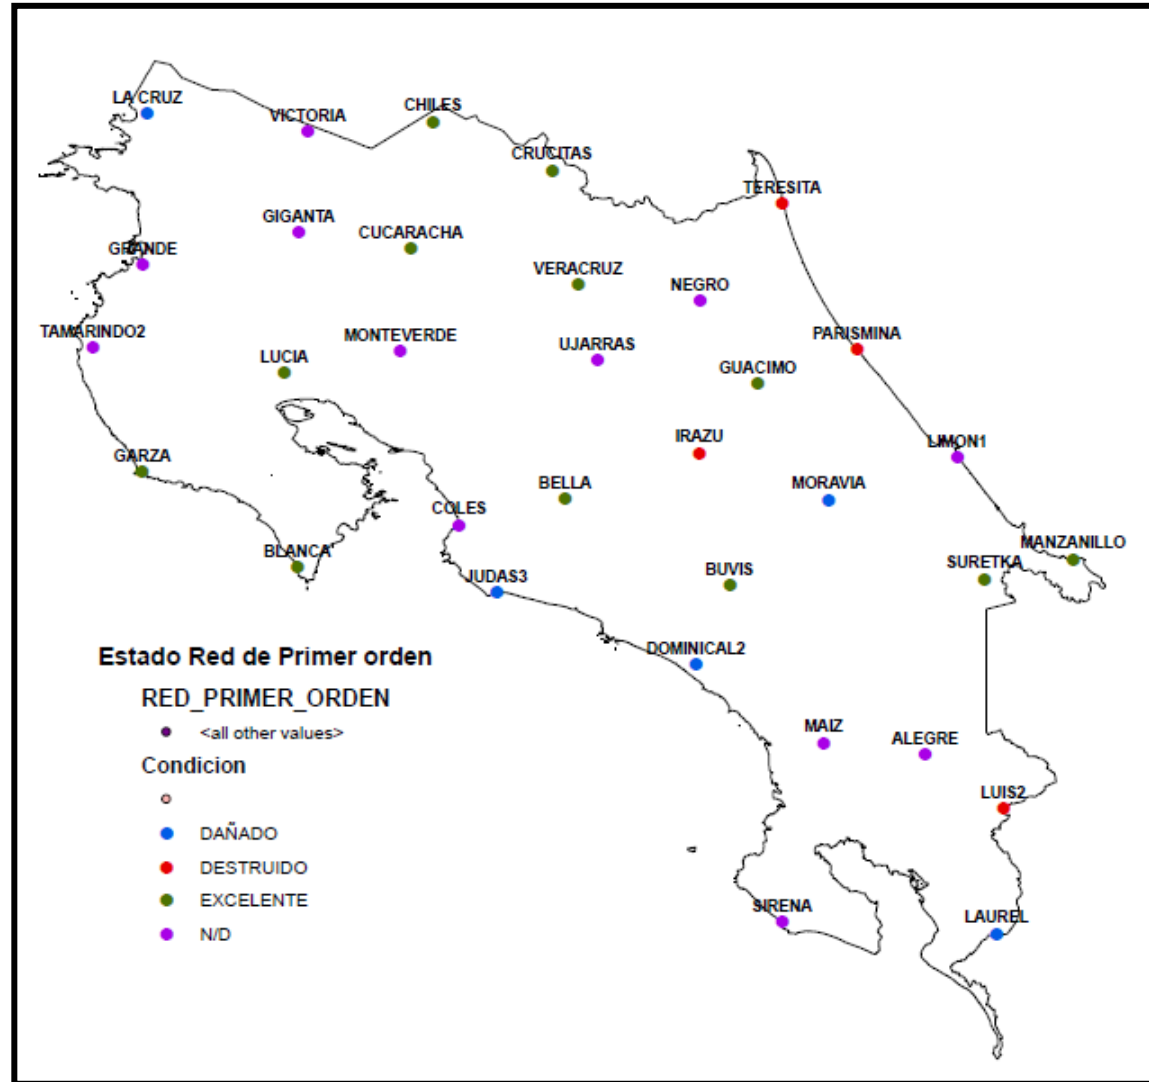 LA CRUZ
VICTORIA
CHILES
CRUCITAS
TERESITA
GIGANTA
CUCARACHA
GRANDE
VERACRUZ
NEGRO
TAMARINDO2
MONTEVERDE
LUCIA
UJARRAS
PARISMINA
GUACIMO
GARZA
IRAZU
LIMON1
BELLA
MORAVIA
COLES
BLANCA
JUDAS3
BUVIS
SURETKA
MANZANILLO
DOMINICAL2
Estado Red de Primer orden
RED_PRIMER_ORDEN
<all other values>
Condicion
DAÑADO
DESTRUIDO
EXCELENTE
N/D
MAIZ
ALEGRE
LUIS2
SIRENA
LAUREL